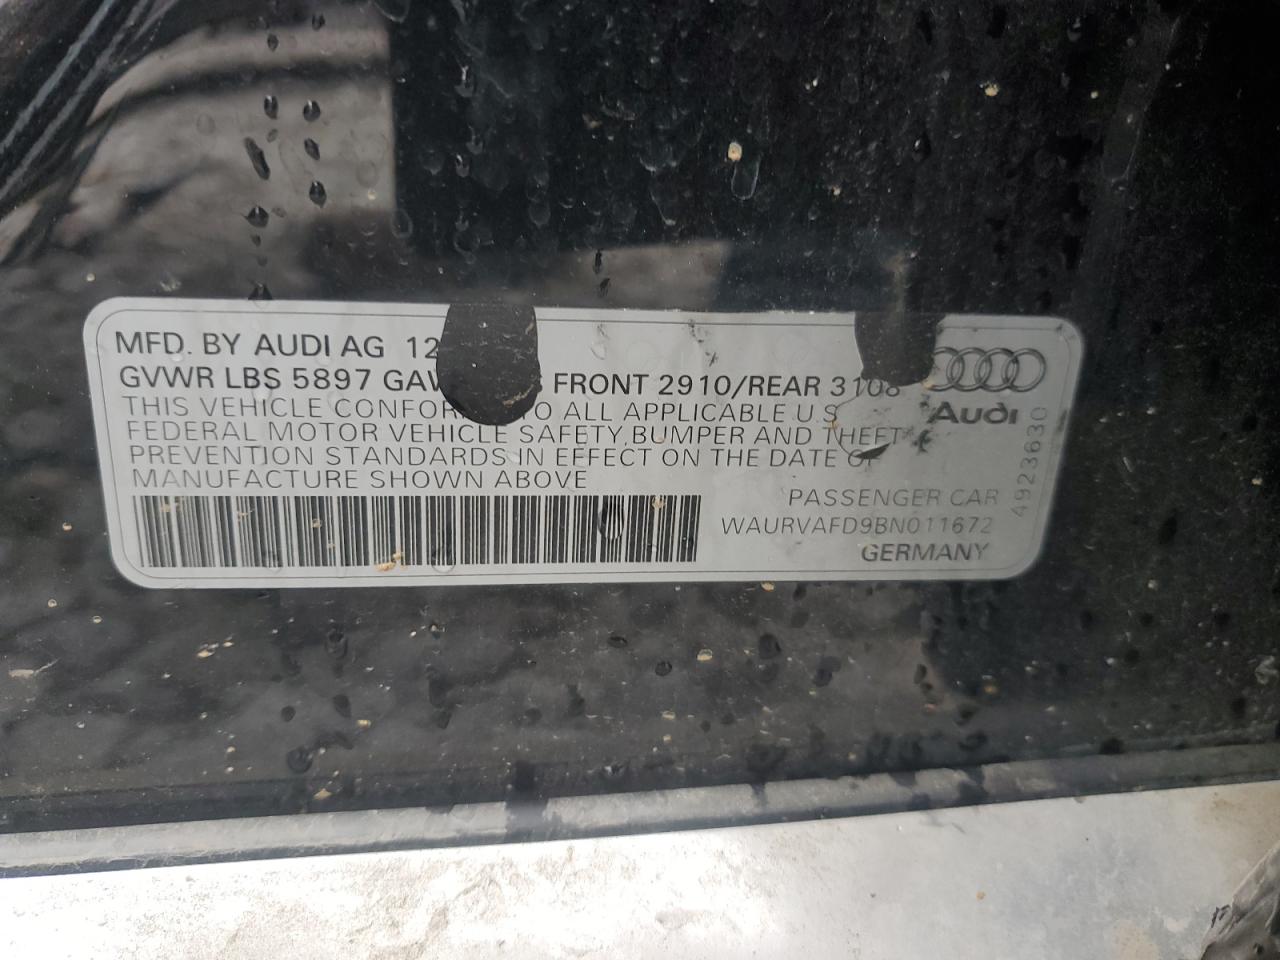 MFD. BY AUDI AG 12
GVWR LBS 5897 FRONT 2910/REAR 3108
THIS VEHICLE TO ALL APPLICABLE U.S.
FEDERAL MOTOR VEHICLE SAFETY, BUMPER AND THEFT
PREVENTION STANDARDS IN EFFECT ON THE DATE OF
MANUFACTURE SHOWN ABOVE
Audi
PASSENGER CAR
WAURVAFD9BN011672
GERMANY
4923630